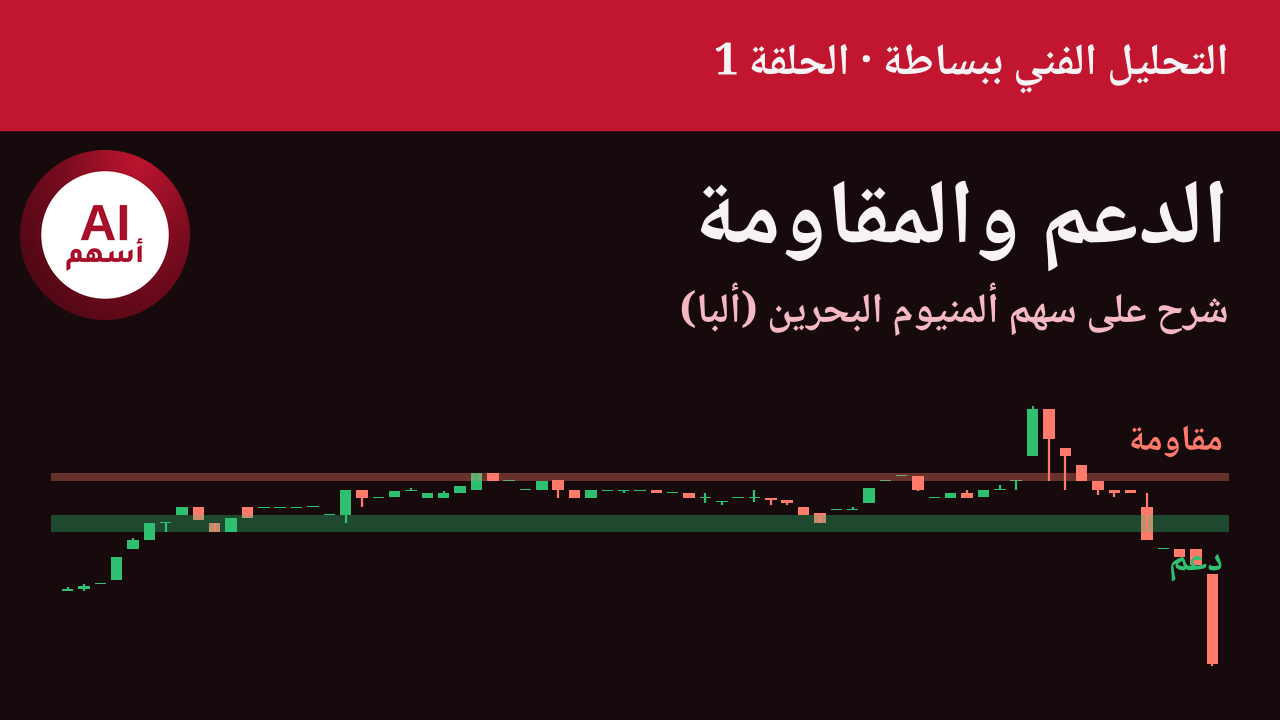 التحليل الفني ببساطة · الحلقة 1
AI
أسهم
الدعم والمقاومة
شرح على سهم ألمنيوم البحرين (ألبا)
مقاومة
دعم